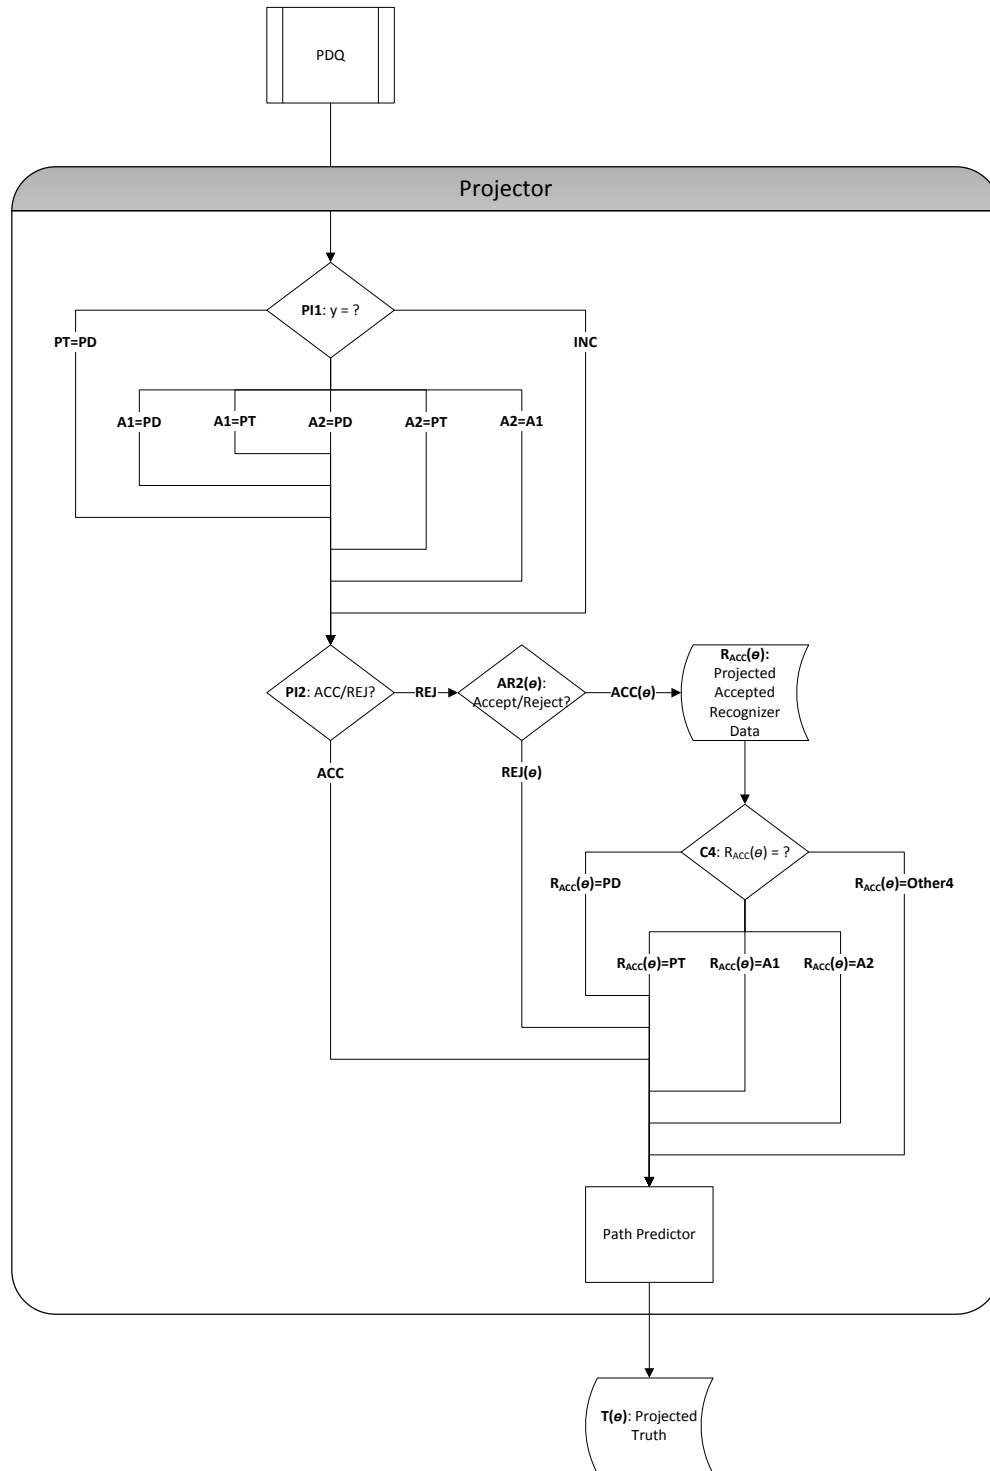 PDQ
Projector
PI1: y = ?
PT=PD
INC
A1=PD
A1=PT
A2=PD
A2=PT
A2=A1
PI2: ACC/REJ?
REJ
AR2(ɵ):
Accept/Reject?
ACC(ɵ)
RACC(ɵ):
Projected
Accepted
Recognizer
Data
ACC
REJ(ɵ)
C4: RACC(ɵ) = ?
RACC(ɵ)=PD
RACC(ɵ)=Other4
RACC(ɵ)=PT
RACC(ɵ)=A1
RACC(ɵ)=A2
Path Predictor
T(ɵ): Projected
Truth